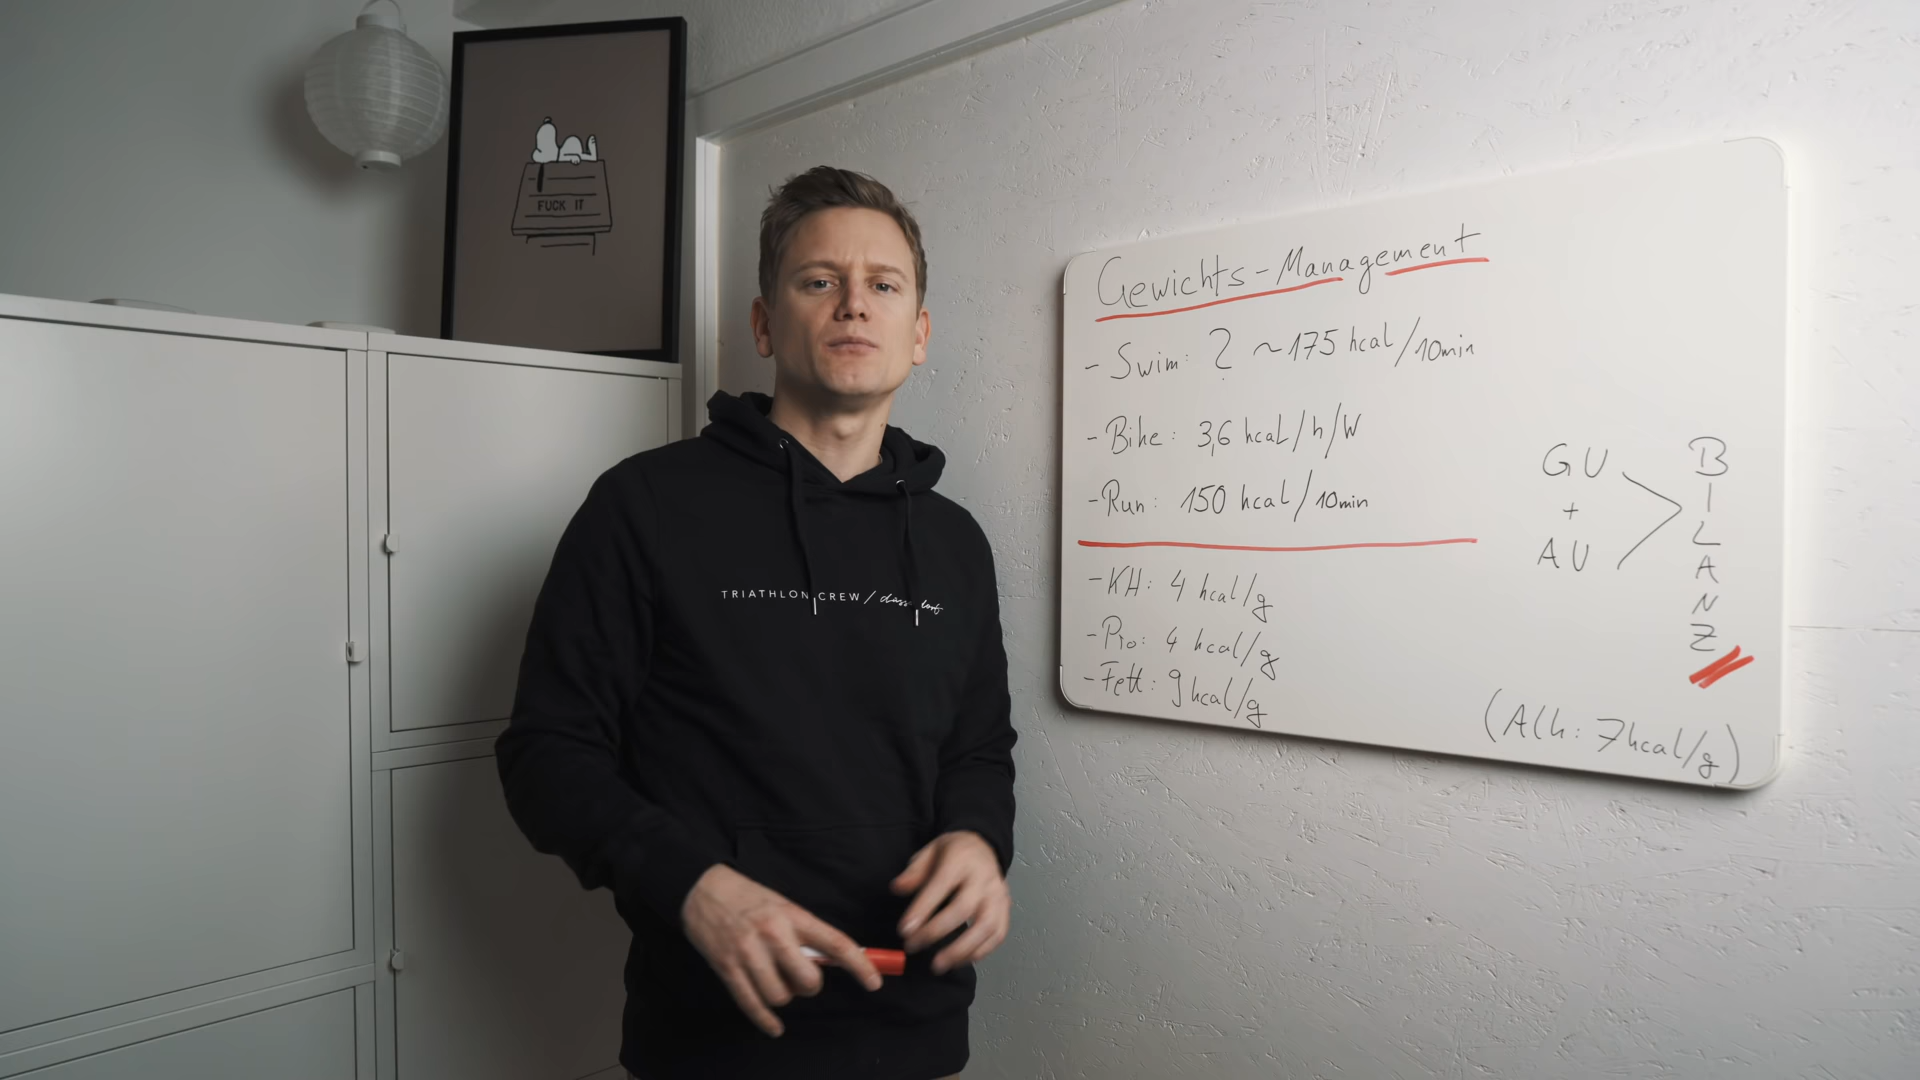 FUCK IT
TRIATHLON CREW /
Gewichts-Management
- Swim: ? ~175 kcal/10min
- Bike: 3,6 kcal/h/W
- Run: 150 kcal/10min
- KH: 4 kcal/g
- Pro: 4 kcal/g
- Fett: 9 kcal/g
GU
+
AU
BILANZ
(Alk: 7kcal/g)